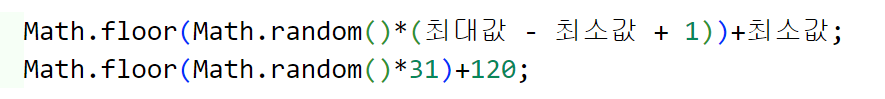 Math.floor(Math.random()*(최대값 - 최소값 + 1))+최소값;
Math.floor(Math.random()*31)+120;